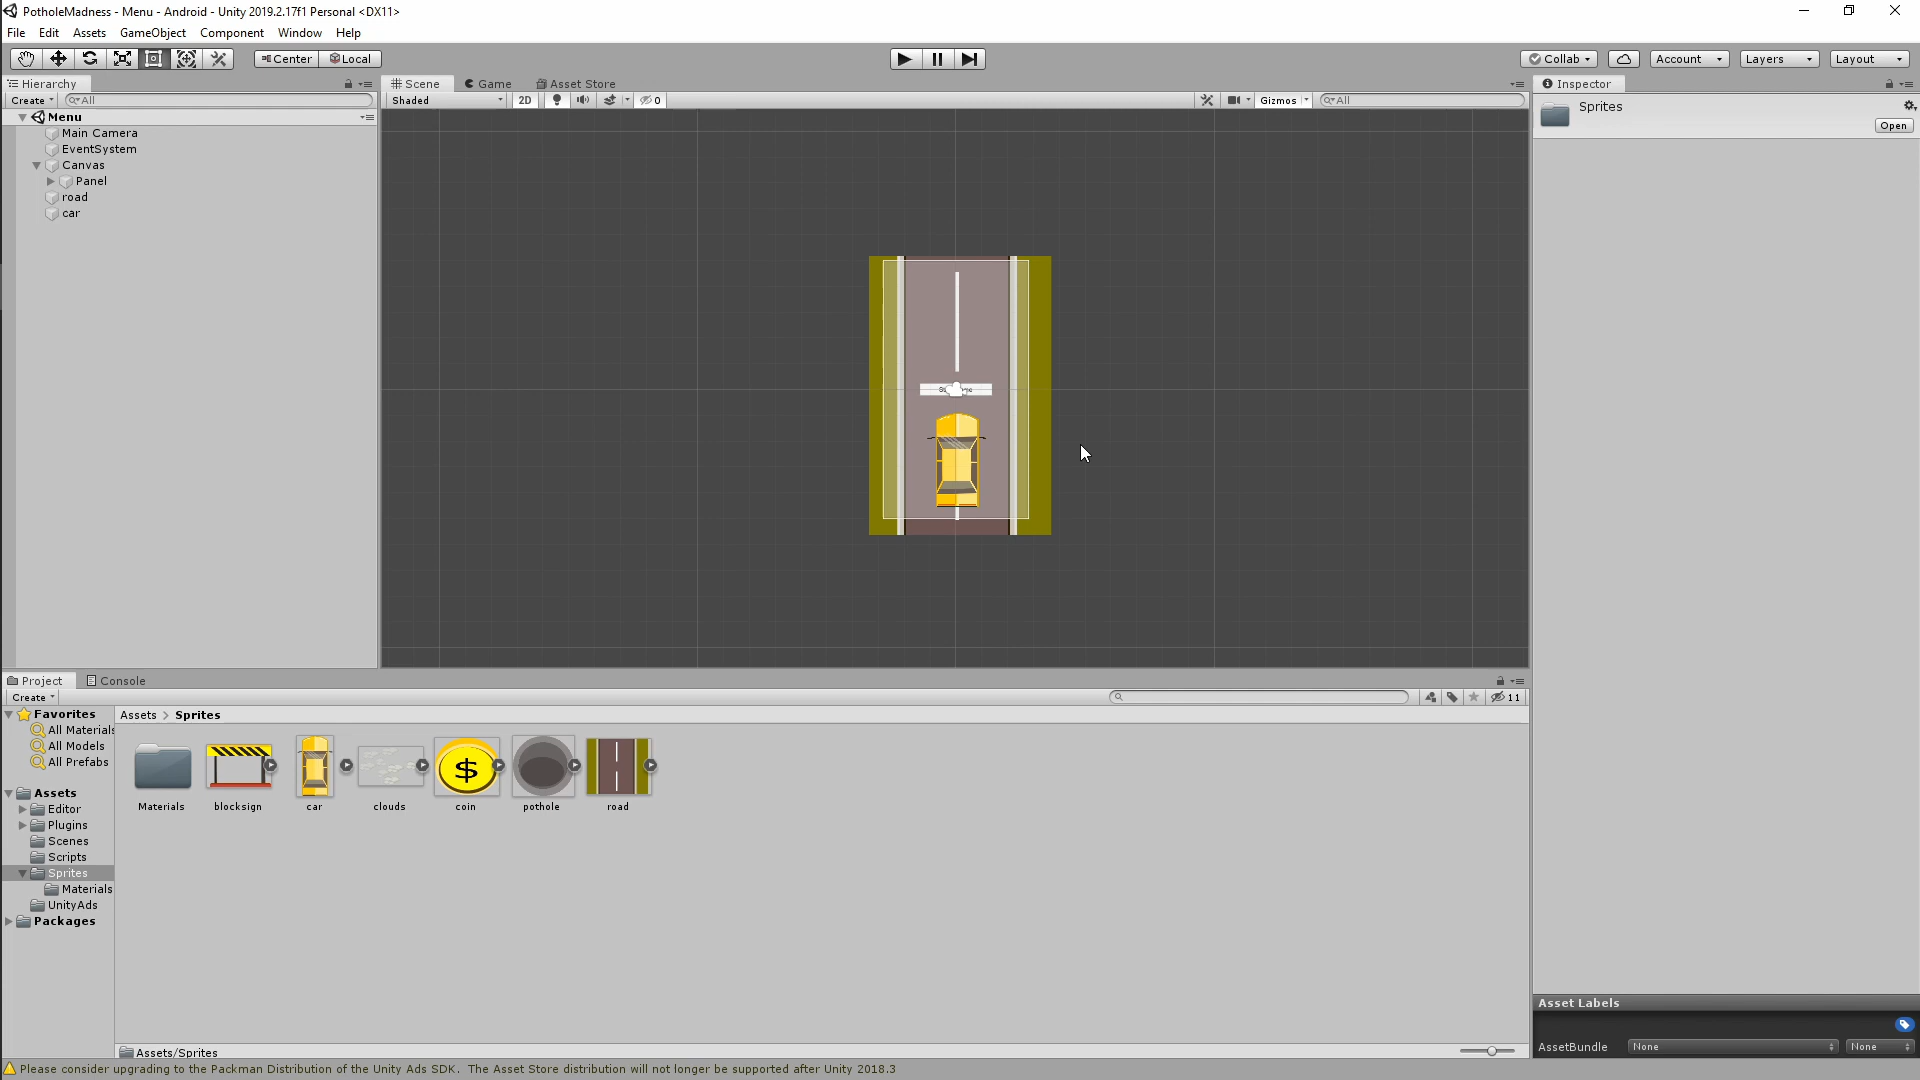 PotholeMadness - Menu - Android - Unity 2019.2.17f1 Personal <DX11>
File Edit Assets GameObject Component Window Help
Center Local Collab Account Layers Layout
Hierarchy
Create All
Menu
Main Camera
EventSystem
Canvas
Panel
road
car
Scene Game Asset Store
Shaded 2D 0 Gizmos All
Inspector
Sprites
Open
Project Console
Create 11
Favorites
All Materials
All Models
All Prefabs
Assets
Editor
Plugins
Scenes
Scripts
Sprites
Materials
UnityAds
Packages
Assets > Sprites
$
Materials blocksign car clouds coin pothole road
Assets/Sprites
Asset Labels
AssetBundle None None
Please consider upgrading to the Packman Distribution of the Unity Ads SDK. The Asset Store distribution will not longer be supported after Unity 2018.3